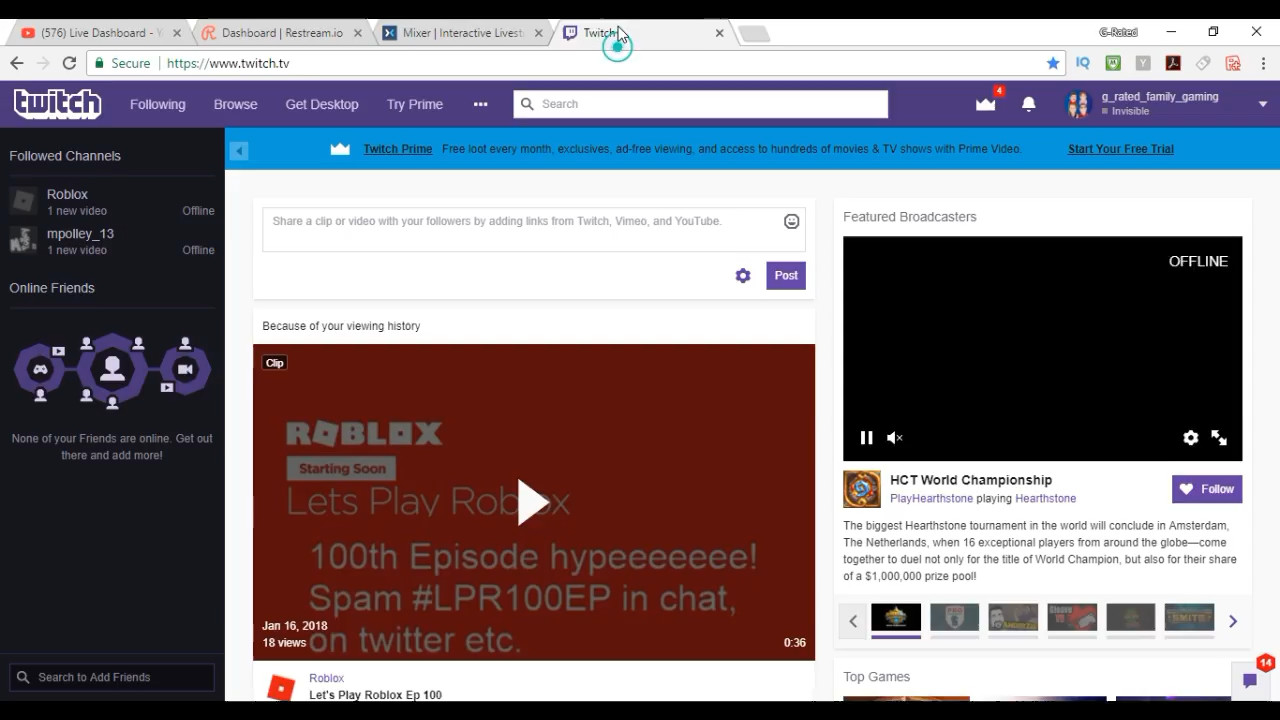 (576) Live Dashboard - Y
Dashboard | Restream.io
Mixer | Interactive Livest
Twitch
G-Rated
Secure
https://www.twitch.tv
twitch
Following
Browse
Get Desktop
Try Prime
Search
4
g_rated_family_gaming
Invisible
Followed Channels
Roblox
1 new video
Offline
mpolley_13
1 new video
Offline
Online Friends
None of your Friends are online. Get out
there and add more!
Search to Add Friends
Twitch Prime Free loot every month, exclusives, ad-free viewing, and access to hundreds of movies & TV shows with Prime Video. Start Your Free Trial
Share a clip or video with your followers by adding links from Twitch, Vimeo, and YouTube.
Post
Because of your viewing history
Clip
ROBLOX
Starting Soon
Lets Play Roblox
100th Episode hypeeeeeee!
Spam #LPR100EP in chat,
on twitter etc.
Jan 16, 2018
18 views
0:36
Roblox
Let's Play Roblox Ep 100
Featured Broadcasters
OFFLINE
HCT World Championship
PlayHearthstone playing Hearthstone
Follow
The biggest Hearthstone tournament in the world will conclude in Amsterdam,
The Netherlands, when 16 exceptional players from around the globe—come
together to duel not only for the title of World Champion, but also for their share
of a $1,000,000 prize pool!
Top Games
14